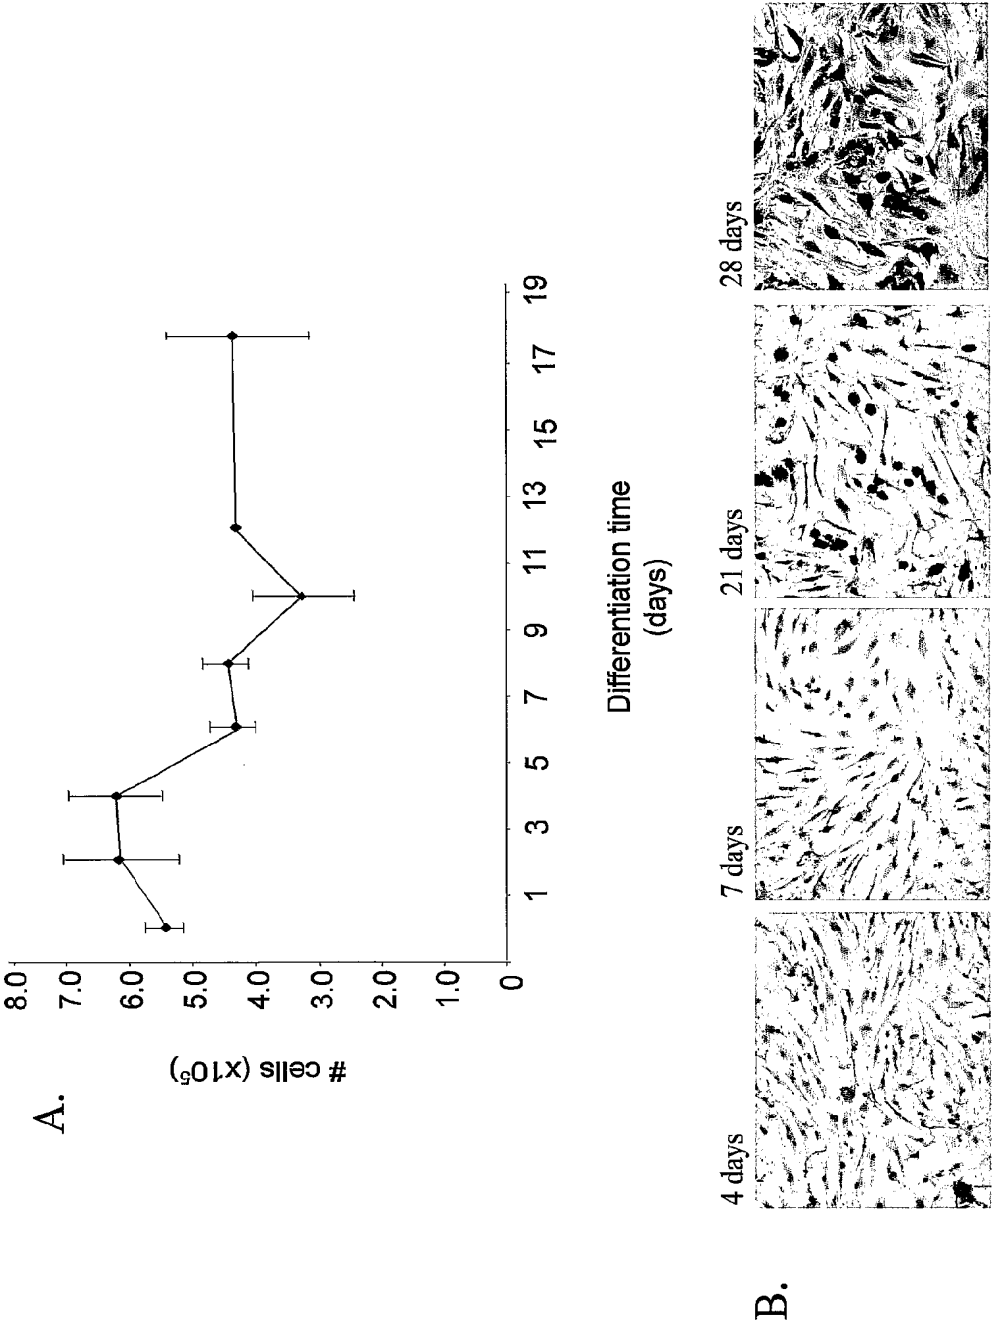 A.
# cells (x10⁵)
8.0
7.0
6.0
5.0
4.0
3.0
2.0
1.0
0
1 3 5 7 9 11 13 15 17 19
Differentiation time
(days)
B.
4 days 7 days 21 days 28 days